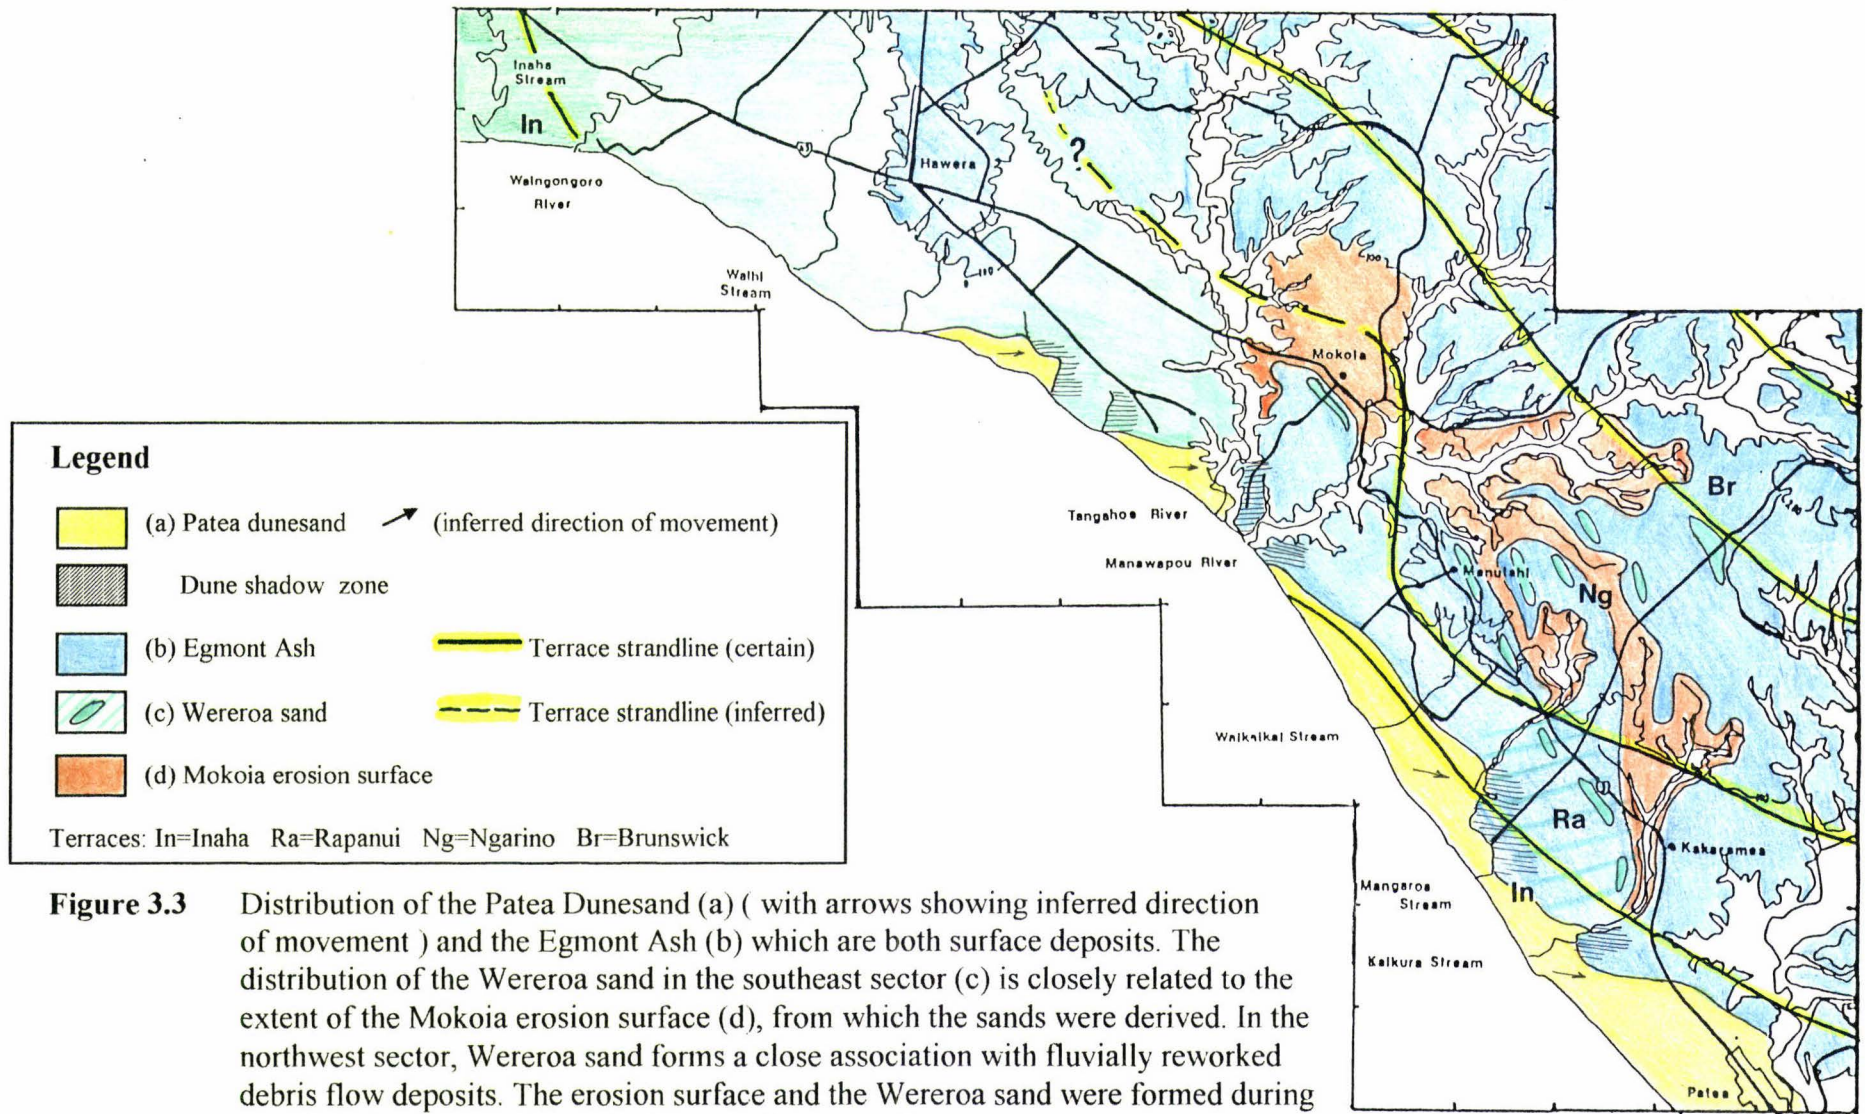 Inaha
Stream
In
Waingongoro
River
45
Hawera
?
Waihi
Stream
110
100
Mokoia
Br
Tangahoe River
Manawapou River
Manutahi
Ng
Waikaikai Stream
Ra
Kakaramea
In
Mangaroa
Stream
Kaikura Stream
Patea
Legend
(a) Patea dunesand (inferred direction of movement)
Dune shadow zone
(b) Egmont Ash Terrace strandline (certain)
(c) Wereroa sand Terrace strandline (inferred)
(d) Mokoia erosion surface
Terraces: In=Inaha Ra=Rapanui Ng=Ngarino Br=Brunswick
Figure 3.3 Distribution of the Patea Dunesand (a) ( with arrows showing inferred direction
of movement ) and the Egmont Ash (b) which are both surface deposits. The
distribution of the Wereroa sand in the southeast sector (c) is closely related to the
extent of the Mokoia erosion surface (d), from which the sands were derived. In the
northwest sector, Wereroa sand forms a close association with fluvially reworked
debris flow deposits. The erosion surface and the Wereroa sand were formed during